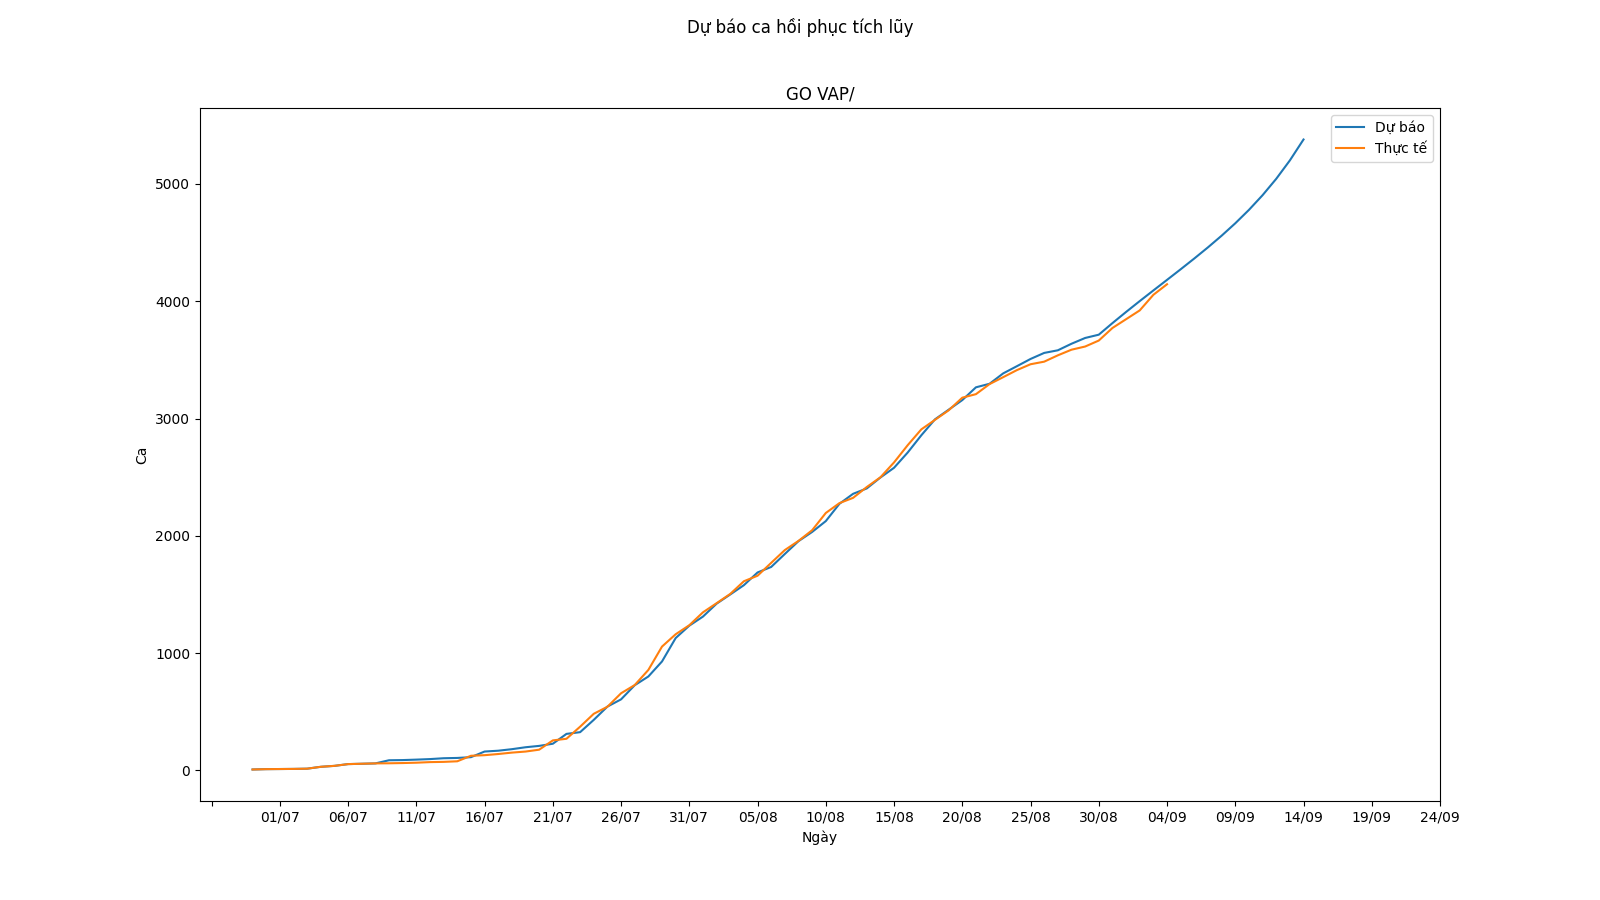 Dự báo ca hồi phục tích lũy
GO VAP/
Dự báo
Thực tế
5000
4000
3000
2000
1000
0
Ca
01/07 06/07 11/07 16/07 21/07 26/07 31/07 05/08 10/08 15/08 20/08 25/08 30/08 04/09 09/09 14/09 19/09 24/09
Ngày